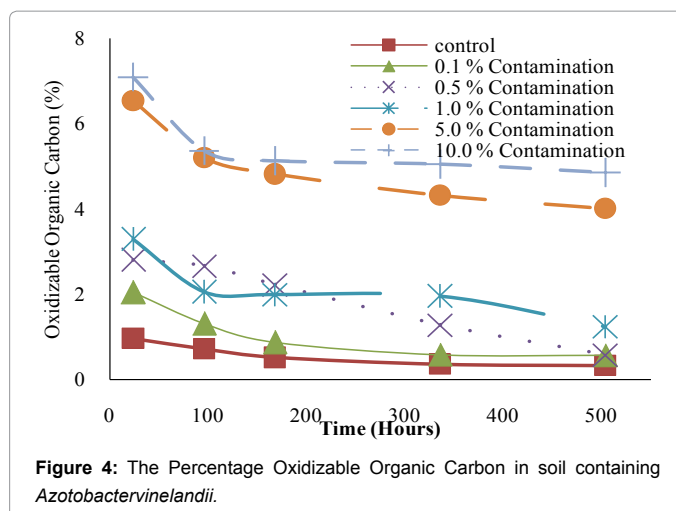 8
6
4
2
0
Oxidizable Organic Carbon (%)
control
0.1 % Contamination
0.5 % Contamination
1.0 % Contamination
5.0 % Contamination
10.0 % Contamination
0 100 200 300 400 500
Time (Hours)
Figure 4: The Percentage Oxidizable Organic Carbon in soil containing
Azotobactervinelandii.